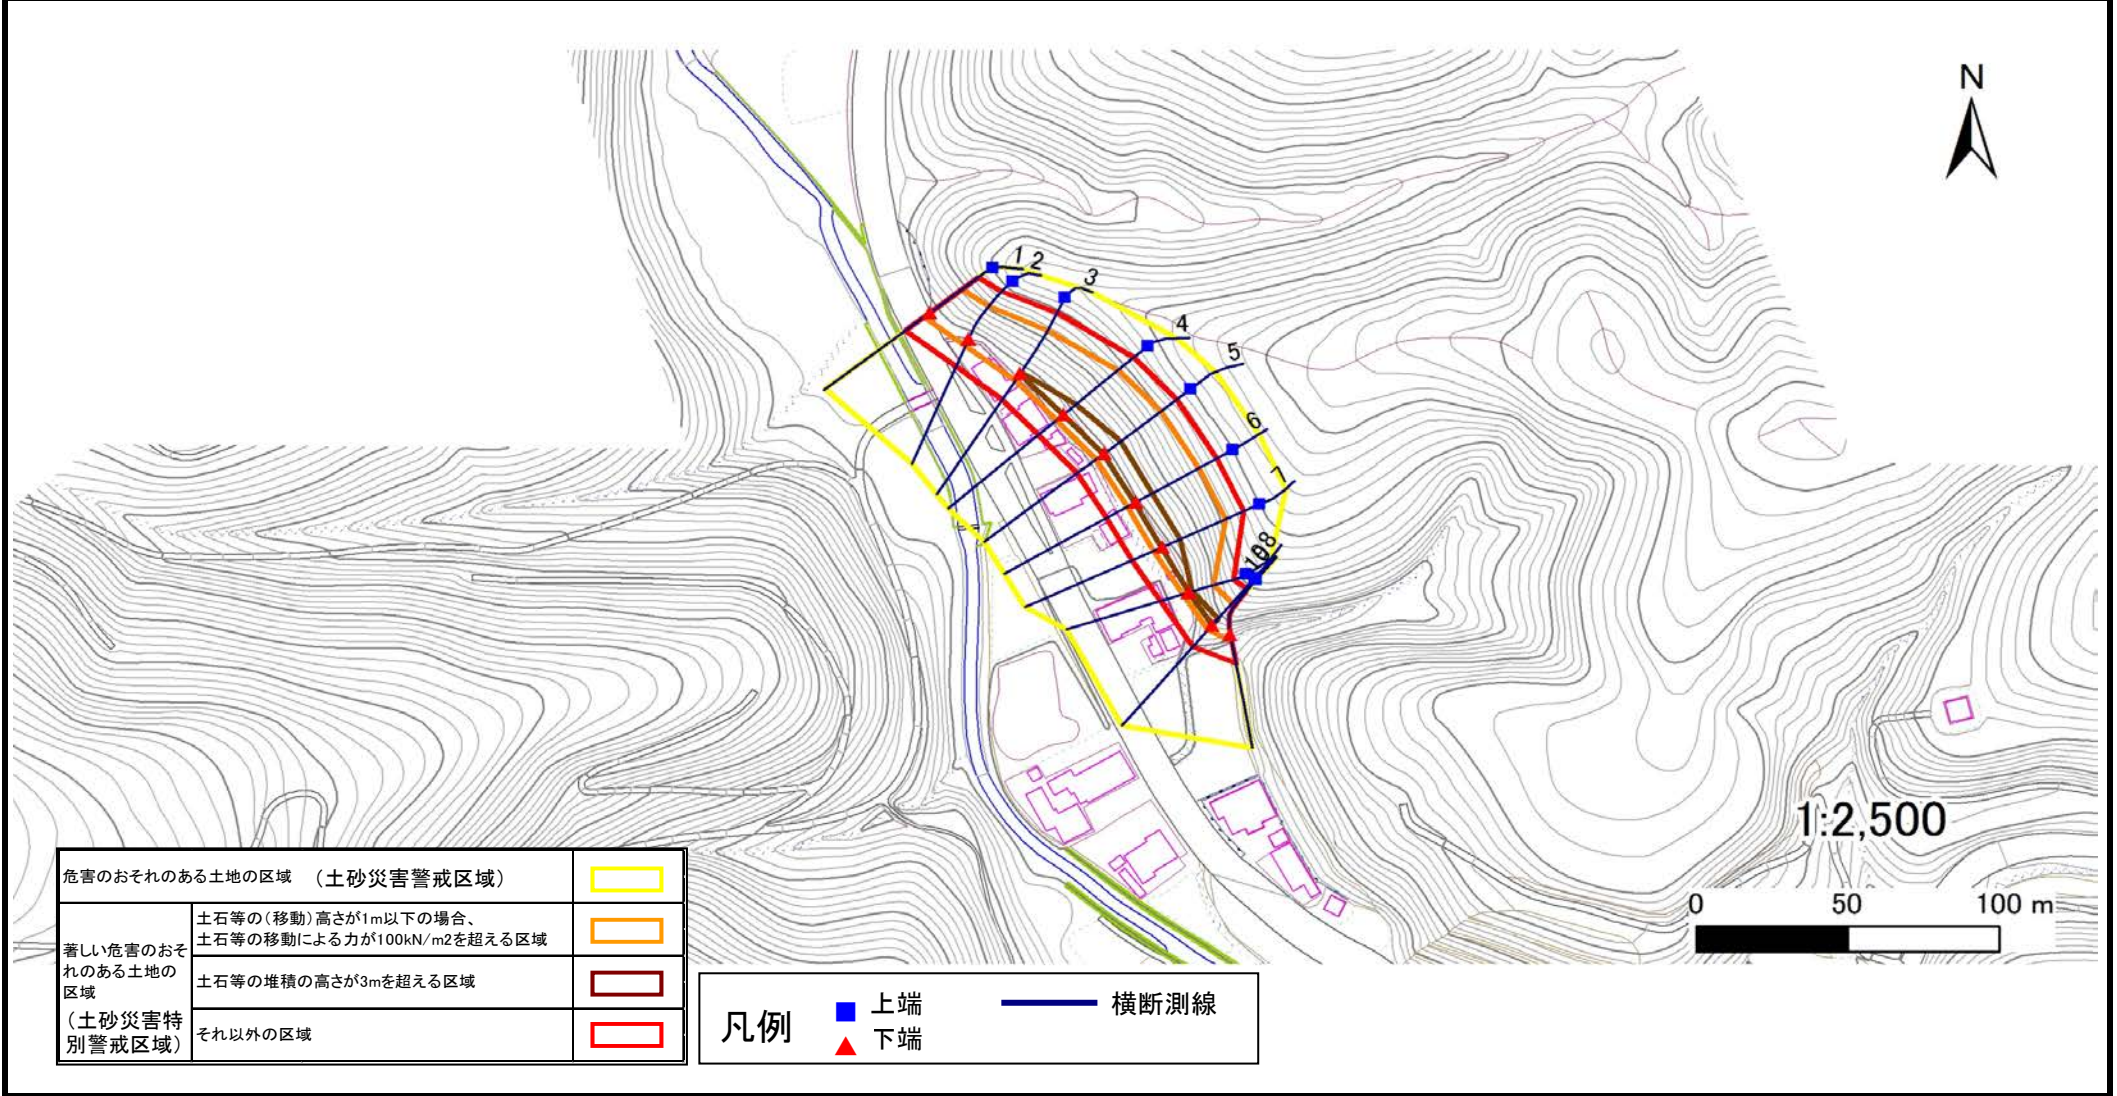 N
1
2
3
4
5
6
7
8
10
1:2,500
0 50 100 m
危害のおそれのある土地の区域 (土砂災害警戒区域)
著しい危害のおそ
れのある土地の
区域
(土砂災害特
別警戒区域)
土石等の(移動)高さが1m以下の場合、
土石等の移動による力が100kN/m2を超える区域
土石等の堆積の高さが3mを超える区域
それ以外の区域
凡例
上端
下端
横断測線